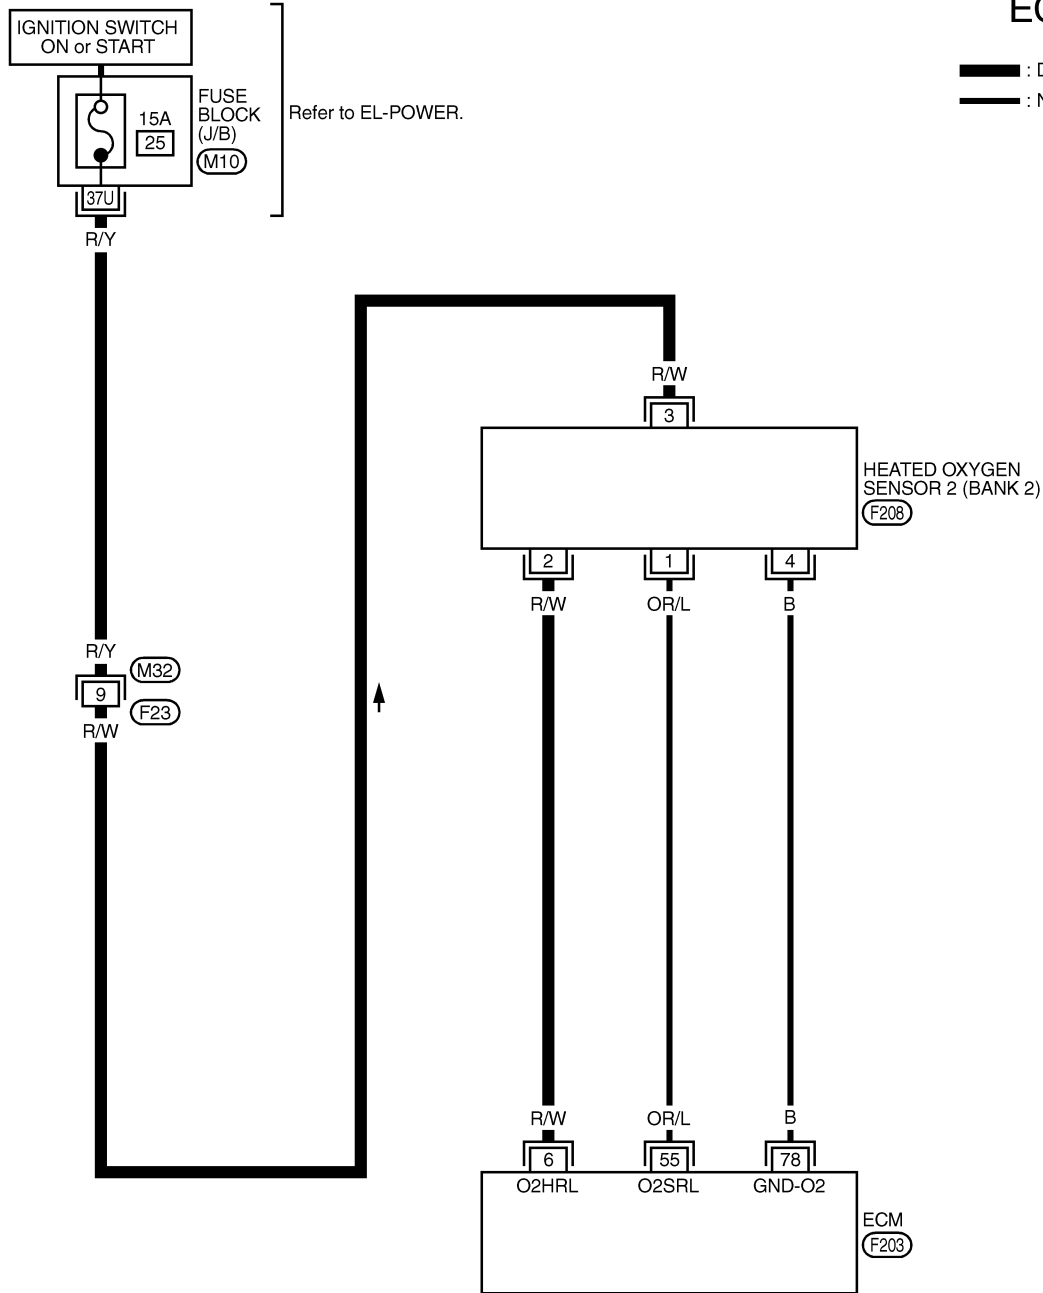 EC
IGNITION SWITCH
ON or START
: D
: N
FUSE
BLOCK
(J/B)
M10
15A
25
Refer to EL-POWER.
37U
R/Y
R/W
3
HEATED OXYGEN
SENSOR 2 (BANK 2)
F208
2
1
4
R/W
OR/L
B
R/Y
M32
9
F23
R/W
R/W
OR/L
B
6
55
78
O2HRL
O2SRL
GND-O2
ECM
F203